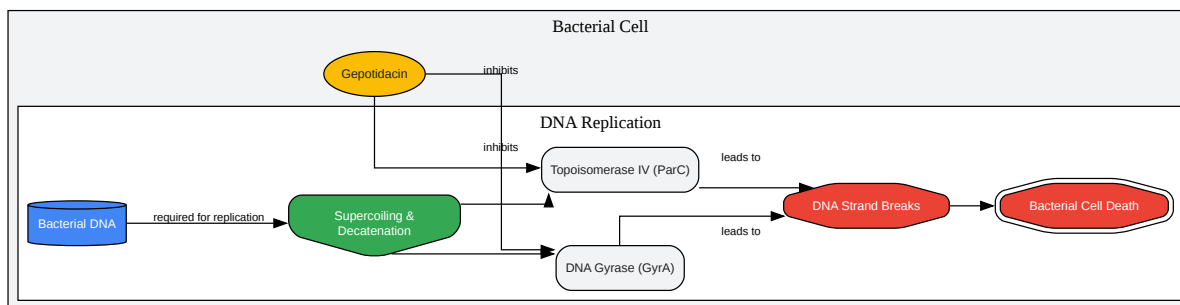 Bacterial Cell
Gepotidacin
inhibits
DNA Replication
inhibits
Topoisomerase IV (ParC)
leads to
Bacterial DNA
required for replication
Supercoiling &
Decatenation
DNA Strand Breaks
Bacterial Cell Death
leads to
DNA Gyrase (GyrA)